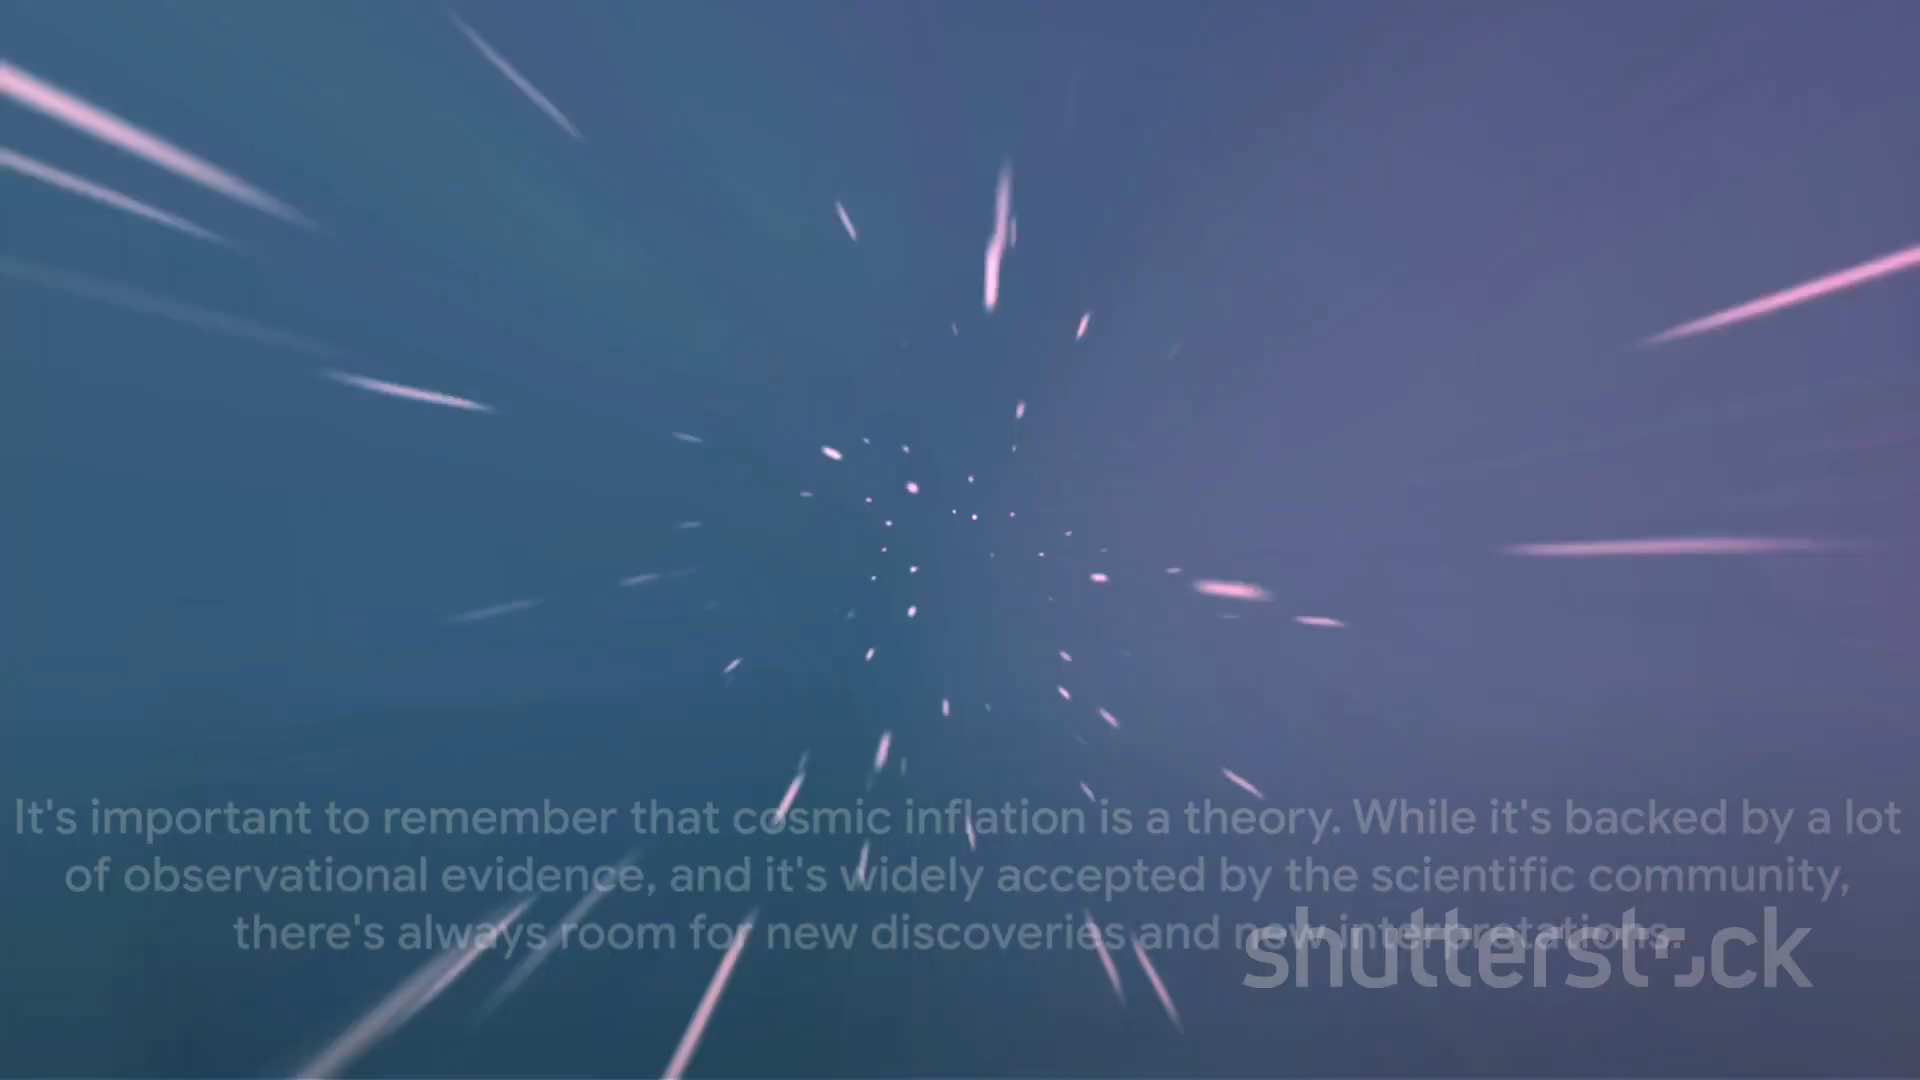 It's important to remember that cosmic inflation is a theory. While it's backed by a lot
of observational evidence, and it's widely accepted by the scientific community,
there's always room for new discoveries and new interpretations.
shutterstock